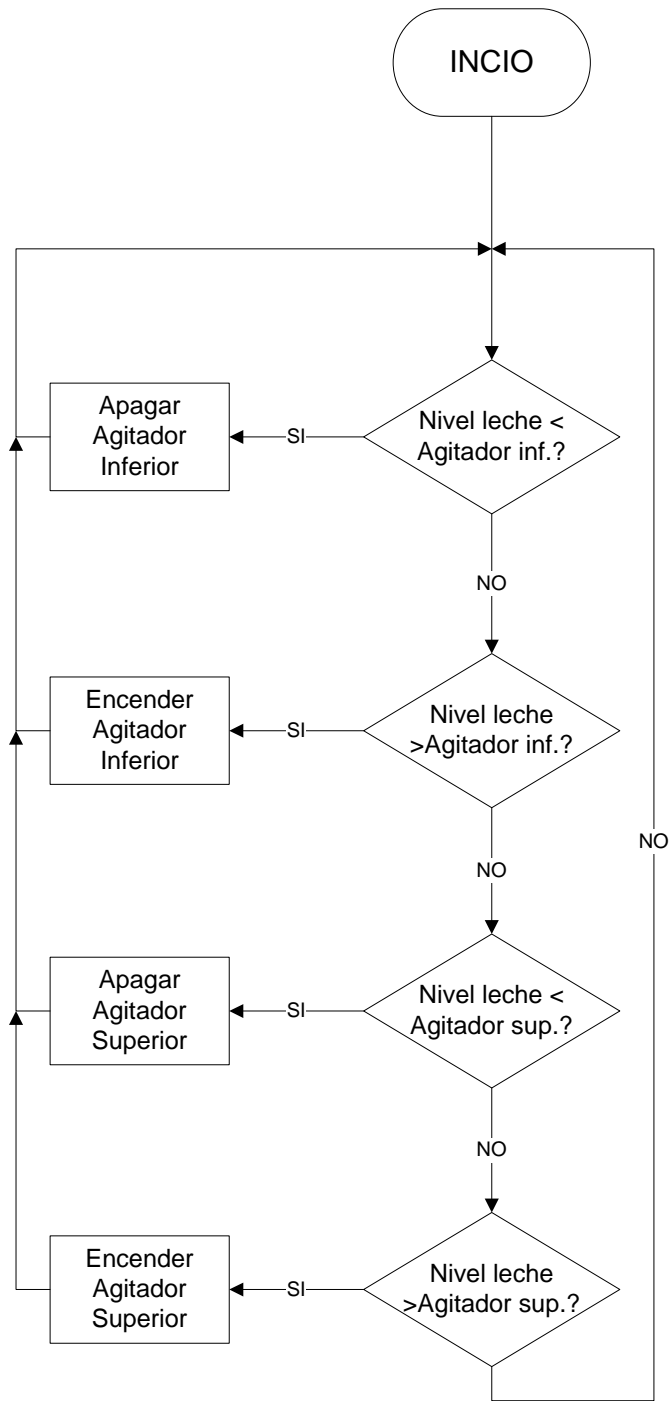 INCIO
Apagar
Agitador
Inferior
SI
Nivel leche <
Agitador inf.?
NO
Encender
Agitador
Inferior
SI
Nivel leche
>Agitador inf.?
NO
NO
Apagar
Agitador
Superior
SI
Nivel leche <
Agitador sup.?
NO
Encender
Agitador
Superior
SI
Nivel leche
>Agitador sup.?